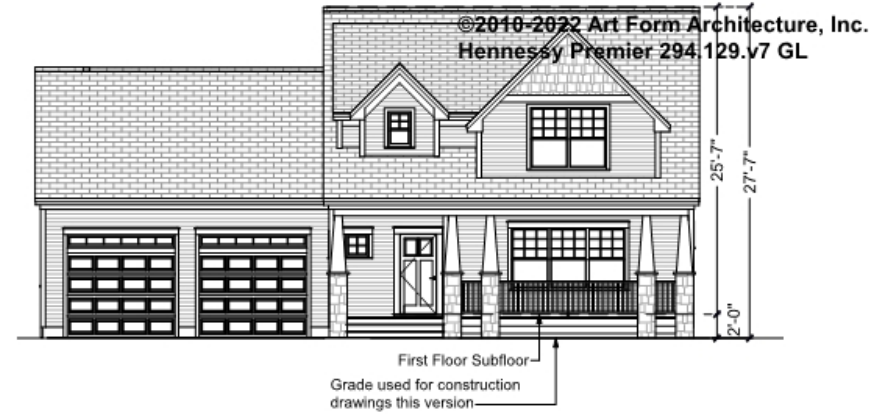 ©2010-2022 Art Form Architecture, Inc.
Hennessy Premier 294.129.v7 GL
25'-7"
27'-7"
2'-0"
First Floor Subfloor
Grade used for construction
drawings this version